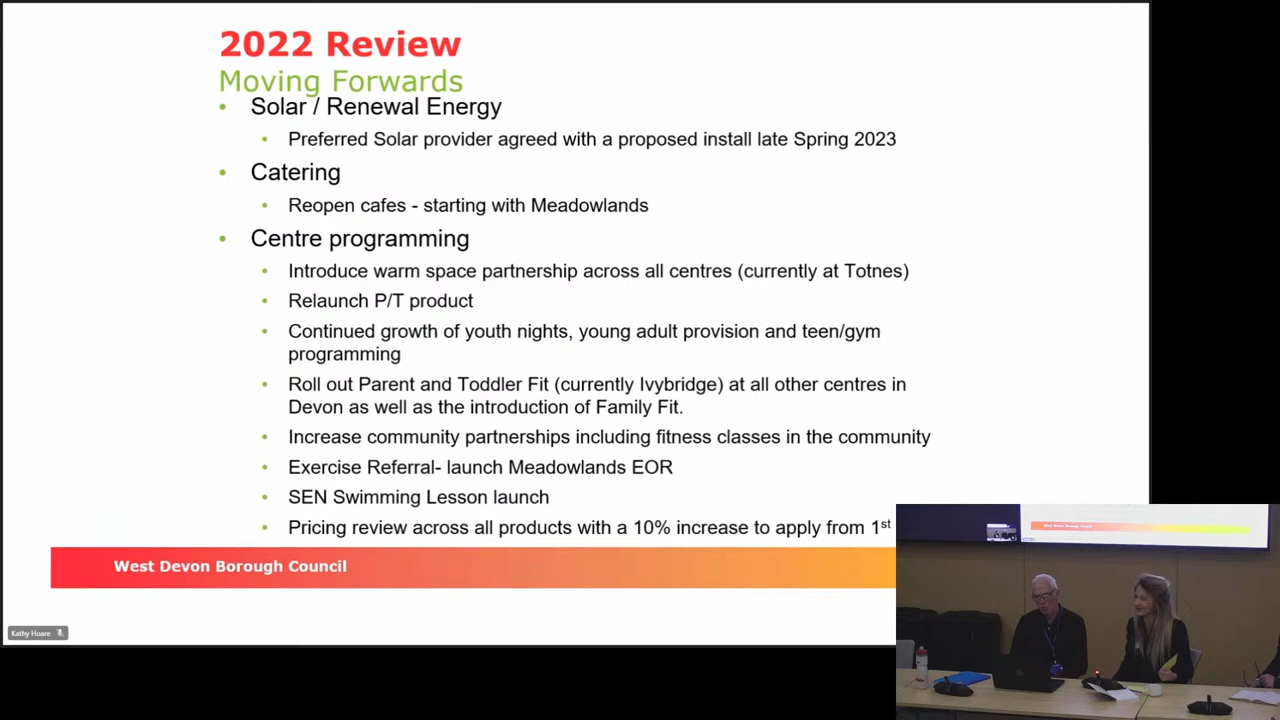 2022 Review
Moving Forwards
• Solar / Renewal Energy
• Preferred Solar provider agreed with a proposed install late Spring 2023
• Catering
• Reopen cafes - starting with Meadowlands
• Centre programming
• Introduce warm space partnership across all centres (currently at Totnes)
• Relaunch P/T product
• Continued growth of youth nights, young adult provision and teen/gym
programming
• Roll out Parent and Toddler Fit (currently Ivybridge) at all other centres in
Devon as well as the introduction of Family Fit.
• Increase community partnerships including fitness classes in the community
• Exercise Referral- launch Meadowlands EOR
• SEN Swimming Lesson launch
• Pricing review across all products with a 10% increase to apply from 1st
West Devon Borough Council
Kathy Hoare
West Devon Borough Council